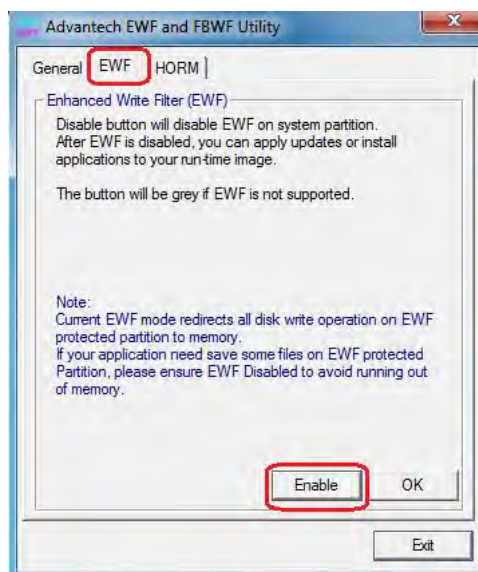 Advantech EWF and FBWF Utility
General EWF HORM
Enhanced Write Filter (EWF)
Disable button will disable EWF on system partition.
After EWF is disabled, you can apply updates or install
applications to your run-time image.
The button will be grey if EWF is not supported.
Note:
Current EWF mode redirects all disk write operation on EWF
protected partition to memory.
If your application need save some files on EWF protected
Partition, please ensure EWF Disabled to avoid running out
of memory.
Enable OK
Exit